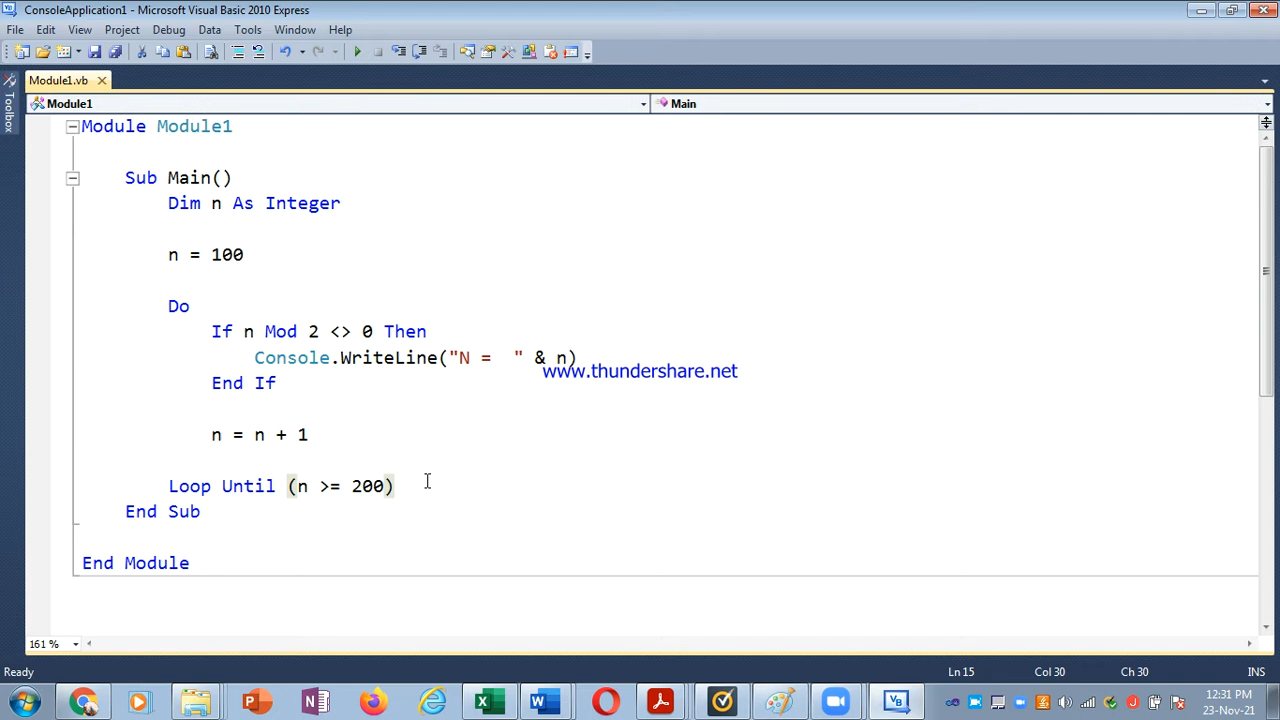 ConsoleApplication1 - Microsoft Visual Basic 2010 Express
File Edit View Project Debug Data Tools Window Help
Module1.vb
Toolbox
Module1 Main
Module Module1
Sub Main()
Dim n As Integer
n = 100
Do
If n Mod 2 <> 0 Then
Console.WriteLine("N =  " & n)
www.thundershare.net
End If
n = n + 1
Loop Until (n >= 200)
End Sub
End Module
161 %
Ready Ln 15 Col 30 Ch 30 INS
12:31 PM
23-Nov-21